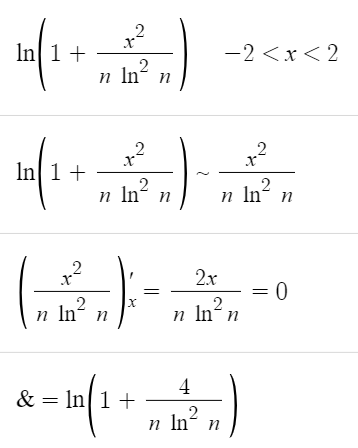 ln(1 + x²/(n ln² n))   −2 < x < 2
ln(1 + x²/(n ln² n)) ~ x²/(n ln² n)
(x²/(n ln² n))′ₓ = 2x/(n ln² n) = 0
& = ln(1 + 4/(n ln² n))